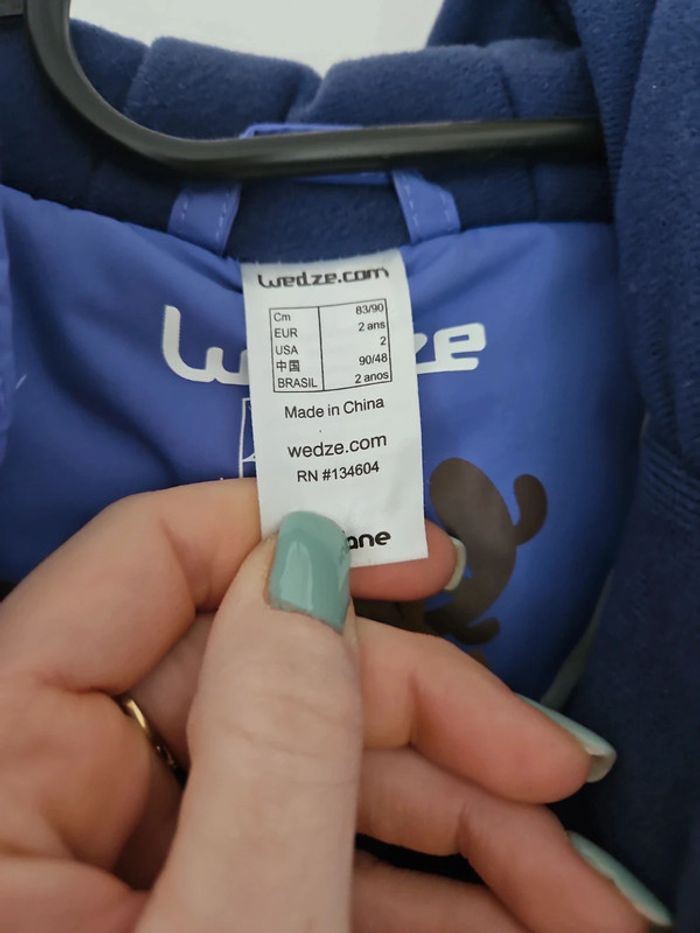 wedze.com
Cm 83/90
EUR 2 ans
USA 2
中国 90/48
BRASIL 2 anos
Made in China
wedze.com
RN #134604